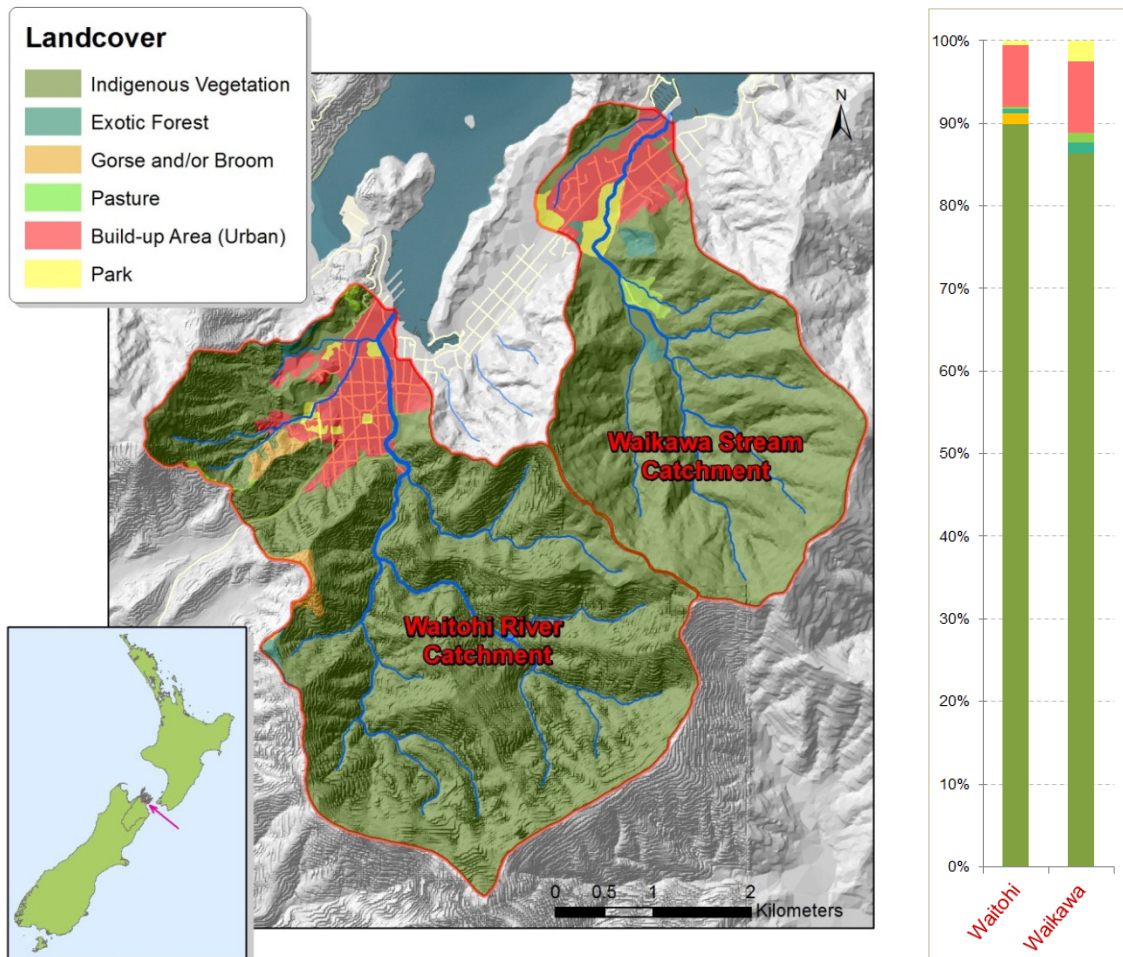 Landcover
Indigenous Vegetation
Exotic Forest
Gorse and/or Broom
Pasture
Build-up Area (Urban)
Park
N
Waikawa Stream
Catchment
Waitohi River
Catchment
0 0.5 1 2
Kilometers
100%
90%
80%
70%
60%
50%
40%
30%
20%
10%
0%
Waitohi
Waikawa